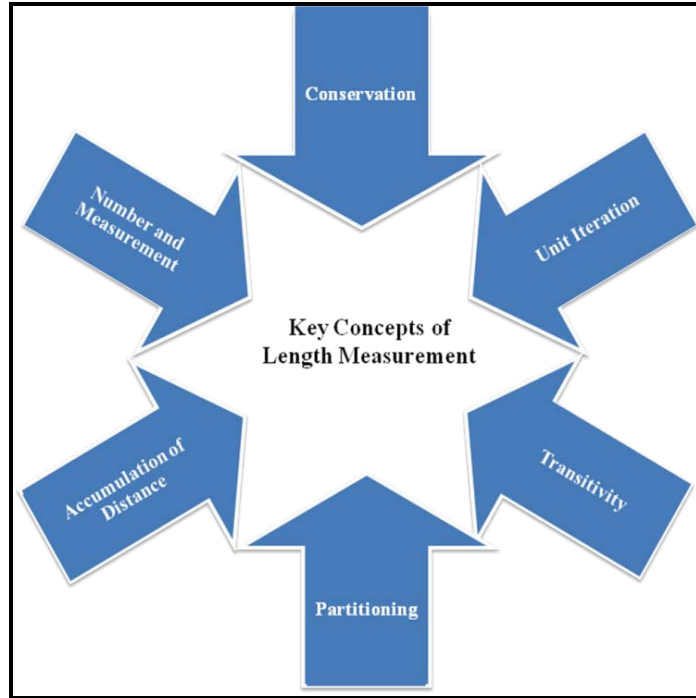 Conservation
Number and
Measurement
Unit Iteration
Key Concepts of
Length Measurement
Accumulation of
Distance
Transitivity
Partitioning